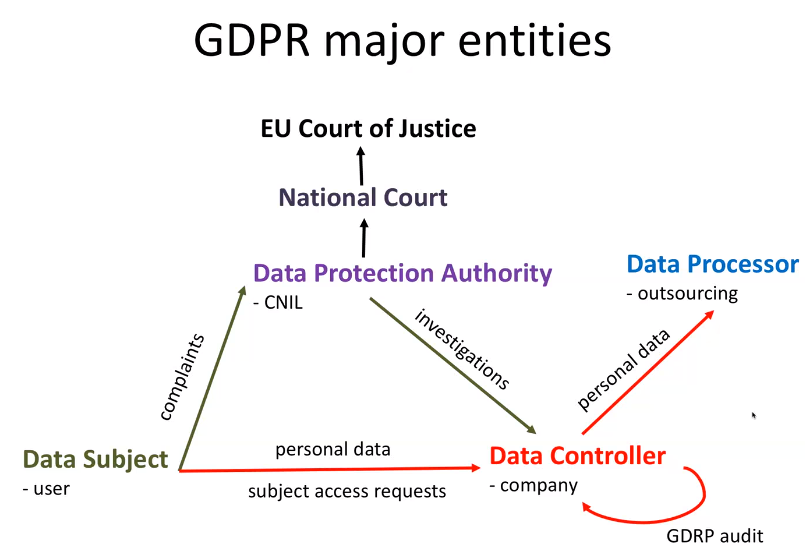 GDPR major entities
EU Court of Justice
National Court
Data Protection Authority
- CNIL
Data Processor
- outsourcing
complaints
investigations
personal data
Data Subject
- user
personal data
subject access requests
Data Controller
- company
GDRP audit